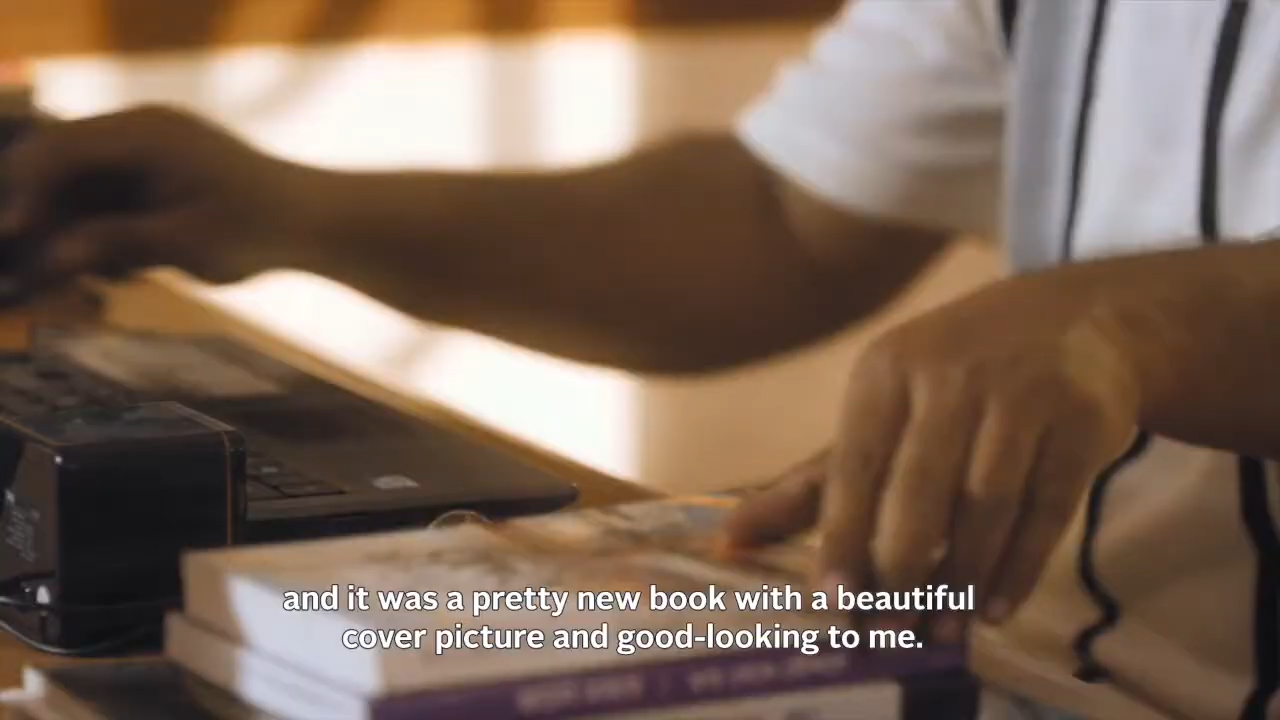 and it was a pretty new book with a beautiful
cover picture and good-looking to me.